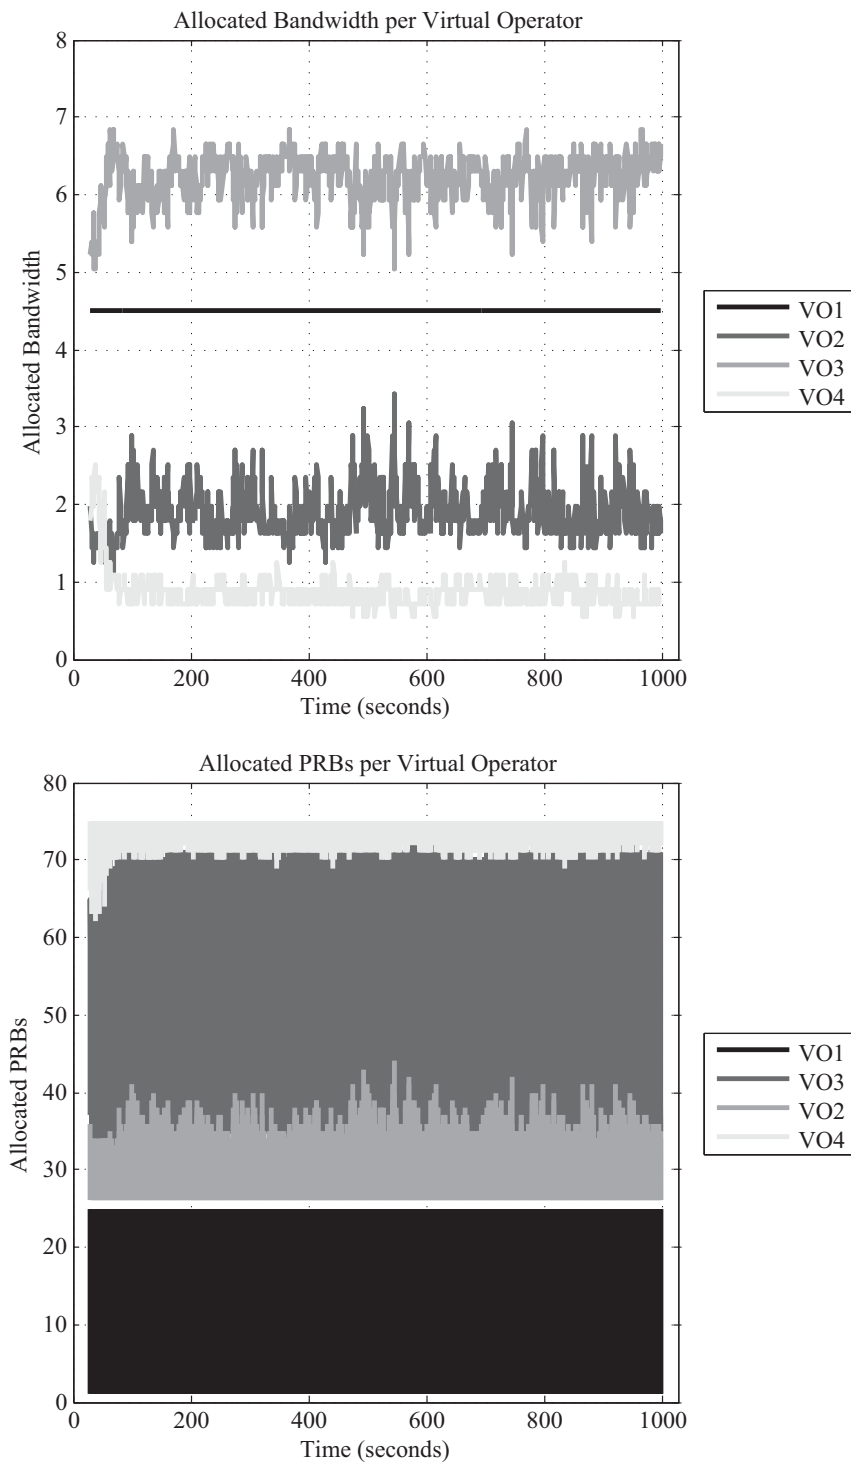 Allocated Bandwidth per Virtual Operator
8
7
6
5
4
3
2
1
0
Allocated Bandwidth
0 200 400 600 800 1000
Time (seconds)
VO1
VO2
VO3
VO4
Allocated PRBs per Virtual Operator
80
70
60
50
40
30
20
10
0
Allocated PRBs
0 200 400 600 800 1000
Time (seconds)
VO1
VO3
VO2
VO4